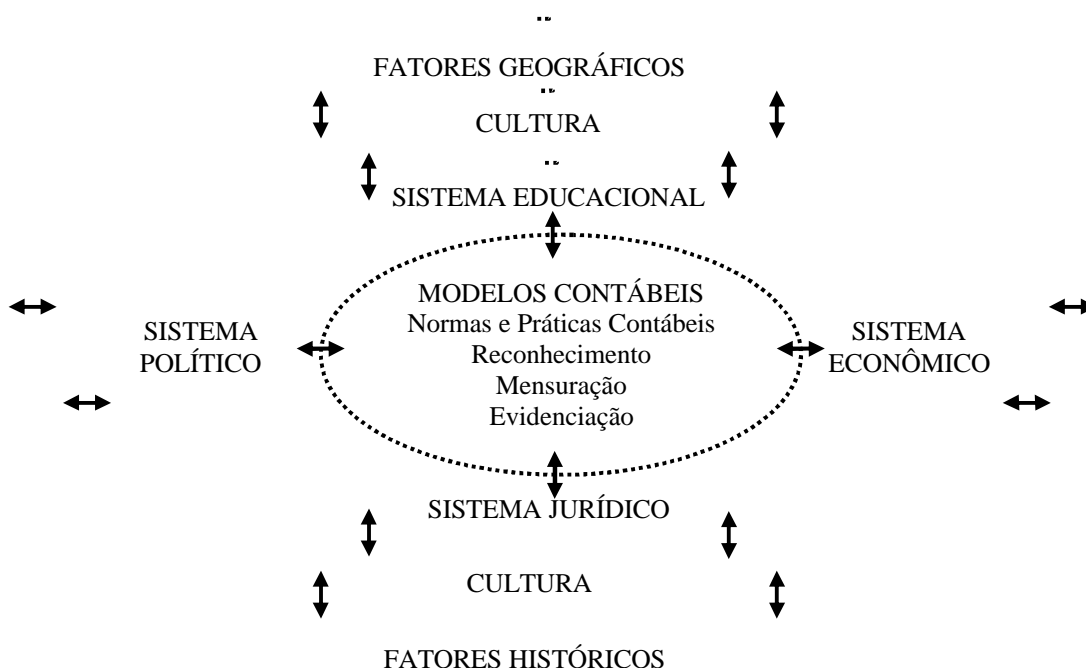 FATORES GEOGRÁFICOS
CULTURA
SISTEMA EDUCACIONAL
MODELOS CONTÁBEIS
Normas e Práticas Contábeis
Reconhecimento
Mensuração
Evidenciação
SISTEMA
POLÍTICO
SISTEMA
ECONÔMICO
SISTEMA JURÍDICO
CULTURA
FATORES HISTÓRICOS